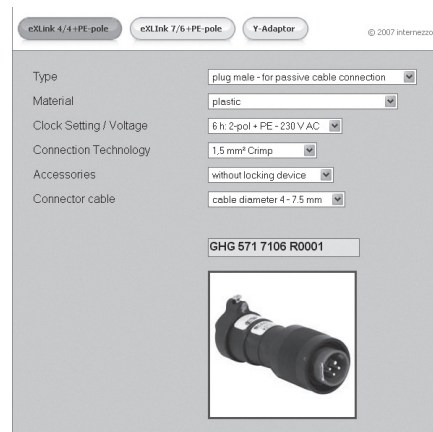 eXLink 4/4+PE-pole eXLInk 7/6+PE-pole Y-Adaptor © 2007 internezzo
Type plug male - for passive cable connection
Material plastic
Clock Setting / Voltage 6 h: 2-pol + PE - 230 V AC
Connection Technology 1,5 mm² Crimp
Accessories without locking device
Connector cable cable diameter 4 - 7.5 mm
GHG 571 7106 R0001